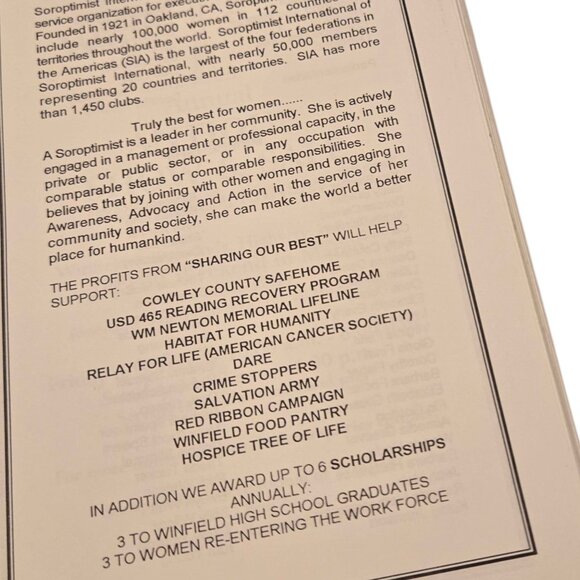 Soroptimist
service organization for
Founded in 1921 in Oakland, CA,
include nearly 100,000 women in 112
territories throughout the world. Soroptimist International of
the Americas (SIA) is the largest of the four federations in
Soroptimist International, with nearly 50,000 members
representing 20 countries and territories. SIA has more
than 1,450 clubs.
Truly the best for women......
A Soroptimist is a leader in her community. She is actively
engaged in a management or professional capacity, in the
private or public sector, or in any occupation with
comparable status or comparable responsibilities. She
believes that by joining with other women and engaging in
Awareness, Advocacy and Action in the service of her
community and society, she can make the world a better
place for humankind.
THE PROFITS FROM “SHARING OUR BEST” WILL HELP
SUPPORT:
COWLEY COUNTY SAFEHOME
USD 465 READING RECOVERY PROGRAM
WM NEWTON MEMORIAL LIFELINE
HABITAT FOR HUMANITY
RELAY FOR LIFE (AMERICAN CANCER SOCIETY)
DARE
CRIME STOPPERS
SALVATION ARMY
RED RIBBON CAMPAIGN
WINFIELD FOOD PANTRY
HOSPICE TREE OF LIFE
IN ADDITION WE AWARD UP TO 6 SCHOLARSHIPS
ANNUALLY:
3 TO WINFIELD HIGH SCHOOL GRADUATES
3 TO WOMEN RE-ENTERING THE WORK FORCE